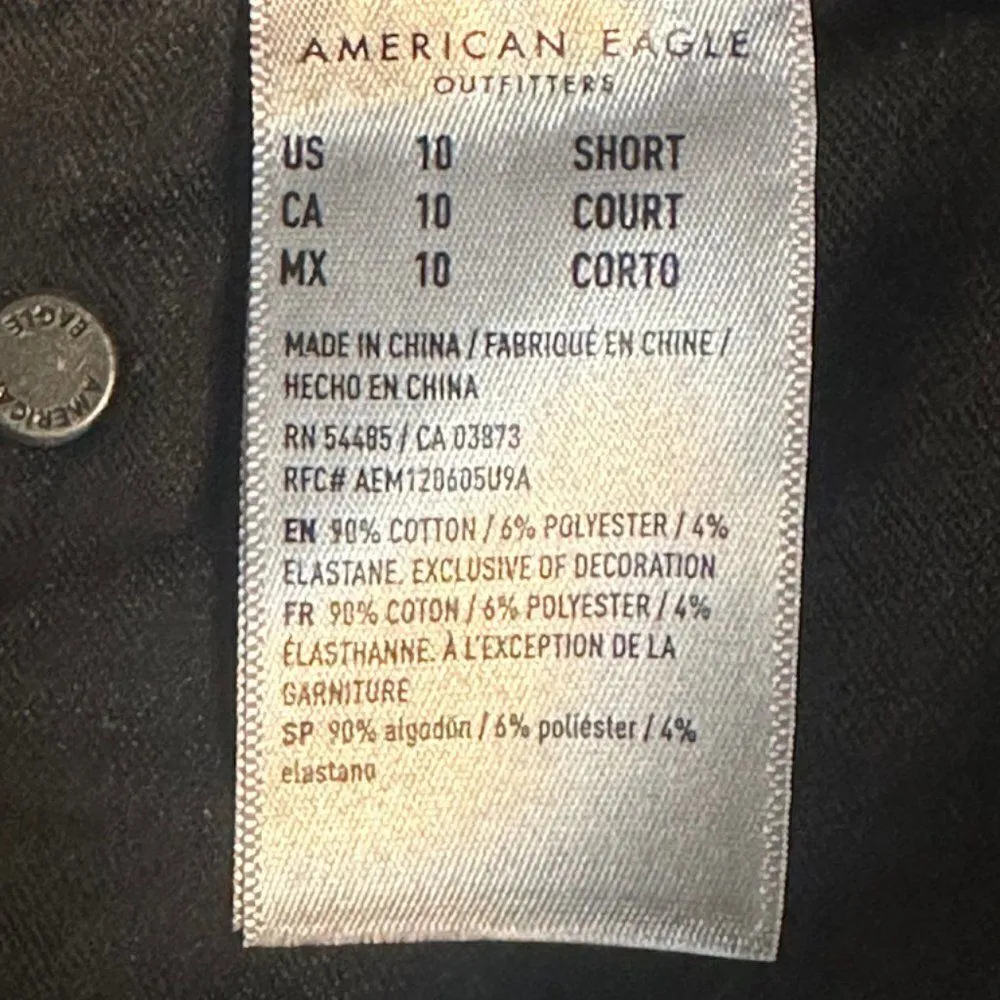 AMERICAN EAGLE
OUTFITTERS
US 10 SHORT
CA 10 COURT
MX 10 CORTO
MADE IN CHINA / FABRIQUÉ EN CHINE /
HECHO EN CHINA
RN 54485 / CA 03873
RFC# AEM120605U9A
EN 90% COTTON / 6% POLYESTER / 4%
ELASTANE. EXCLUSIVE OF DECORATION
FR 90% COTON / 6% POLYESTER / 4%
ÉLASTHANNE. À L'EXCEPTION DE LA
GARNITURE
SP 90% algodón / 6% poliéster / 4%
elastano
AMERICAN
EAGLE